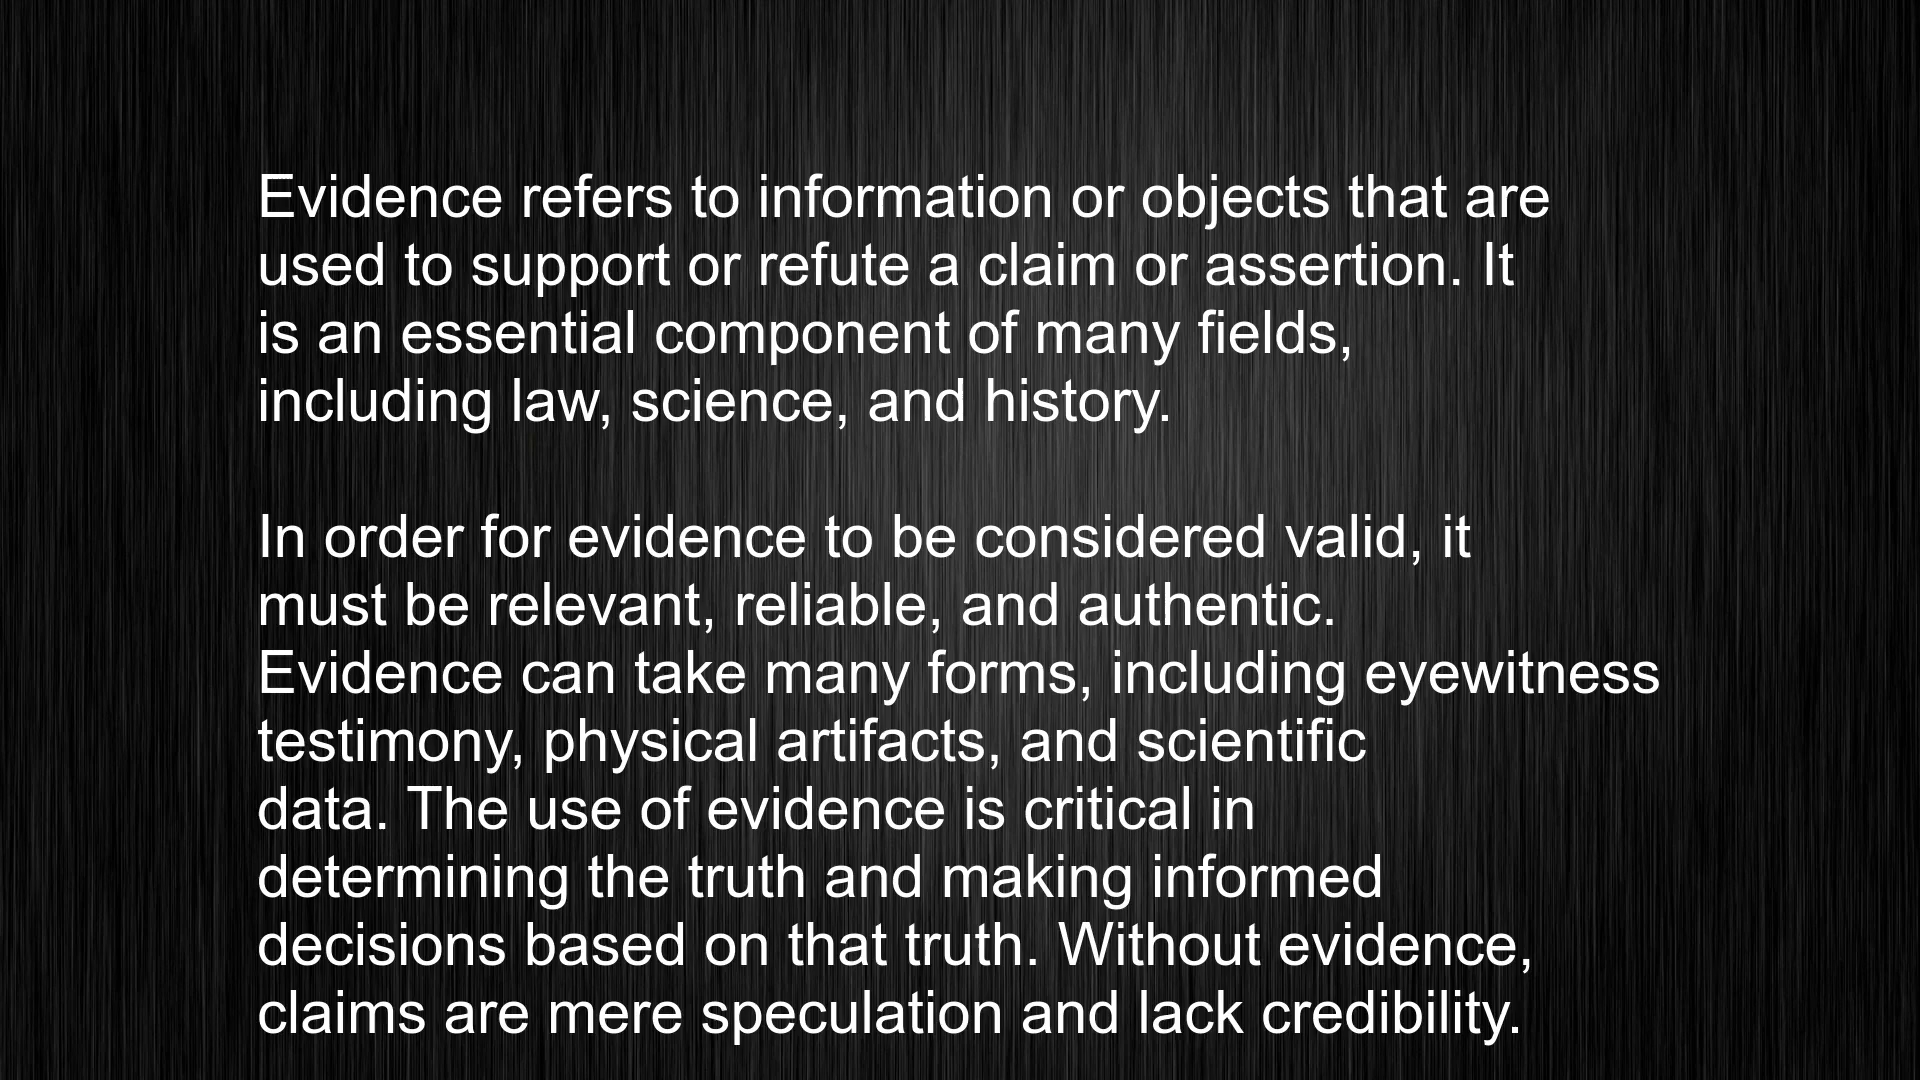 Evidence refers to information or objects that are
used to support or refute a claim or assertion. It
is an essential component of many fields,
including law, science, and history.
In order for evidence to be considered valid, it
must be relevant, reliable, and authentic.
Evidence can take many forms, including eyewitness
testimony, physical artifacts, and scientific
data. The use of evidence is critical in
determining the truth and making informed
decisions based on that truth. Without evidence,
claims are mere speculation and lack credibility.